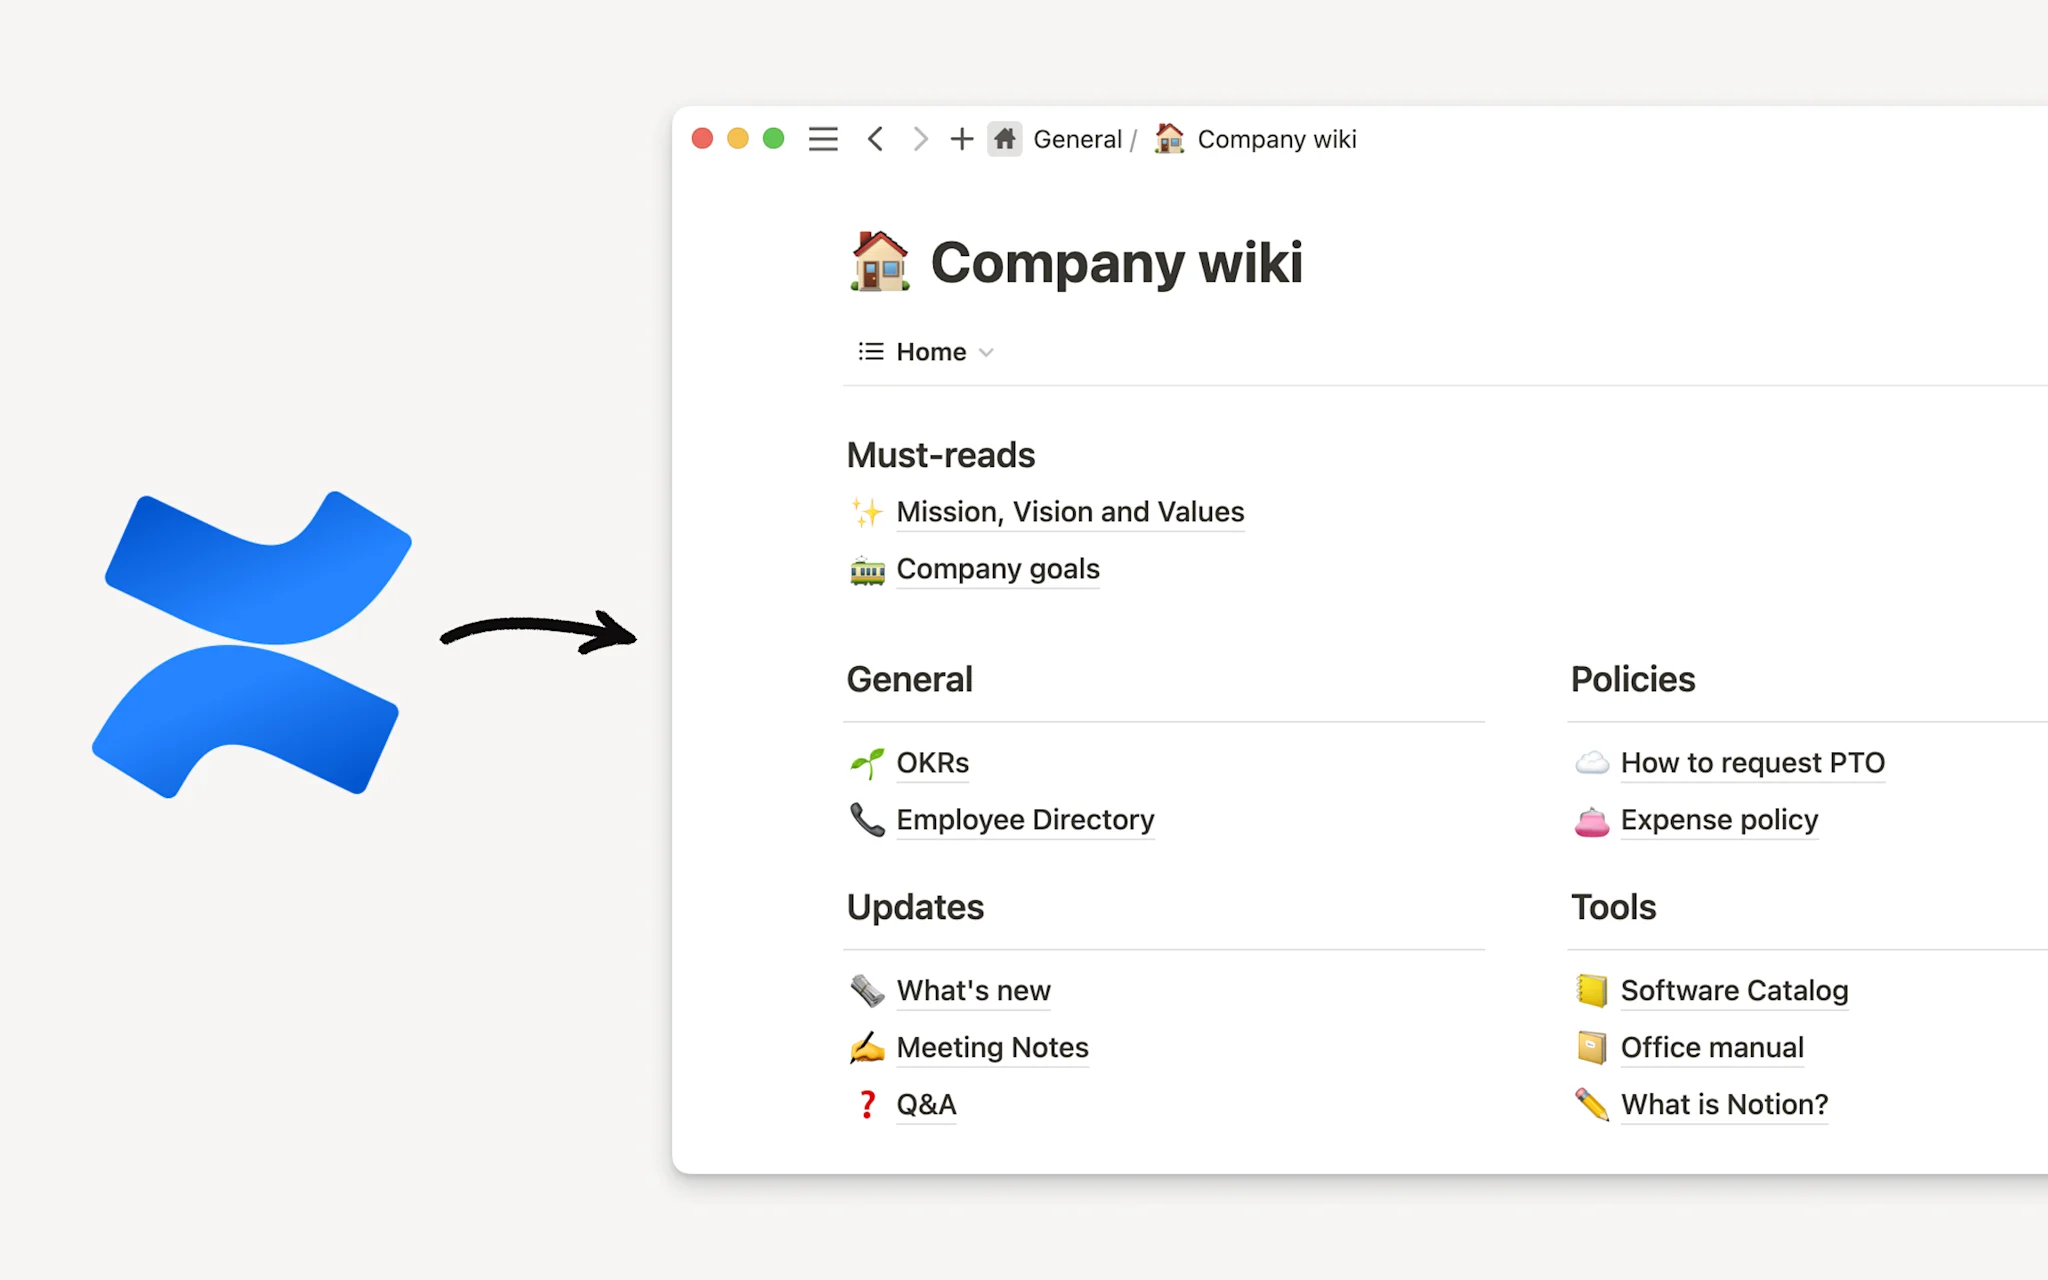 General / Company wiki
Company wiki
Home
Must-reads
Mission, Vision and Values
Company goals
General
OKRs
Employee Directory
Policies
How to request PTO
Expense policy
Updates
What's new
Meeting Notes
Q&A
Tools
Software Catalog
Office manual
What is Notion?